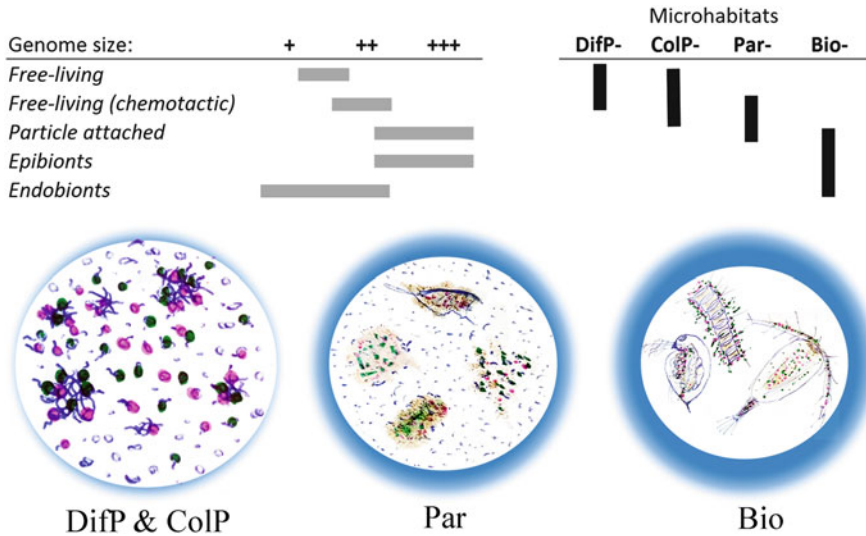 Microhabitats
Genome size: + ++ +++ DifP- ColP- Par- Bio-
Free-living
Free-living (chemotactic)
Particle attached
Epibionts
Endobionts
DifP & ColP Par Bio